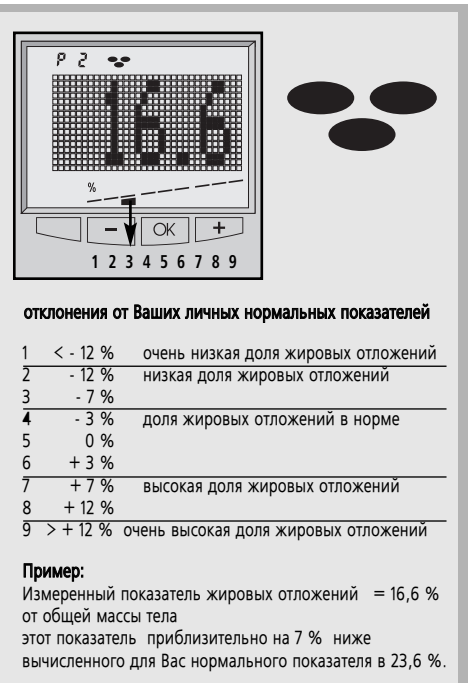 P 2
16.6
%
– OK +
1 2 3 4 5 6 7 8 9
отклонения от Ваших личных нормальных показателей
1 < - 12 % очень низкая доля жировых отложений
2 - 12 % низкая доля жировых отложений
3 - 7 %
4 - 3 % доля жировых отложений в норме
5 0 %
6 + 3 %
7 + 7 % высокая доля жировых отложений
8 + 12 %
9 > + 12 % очень высокая доля жировых отложений
Пример:
Измеренный показатель жировых отложений = 16,6 %
от общей массы тела
этот показатель приблизительно на 7 % ниже
вычисленного для Вас нормального показателя в 23,6 %.